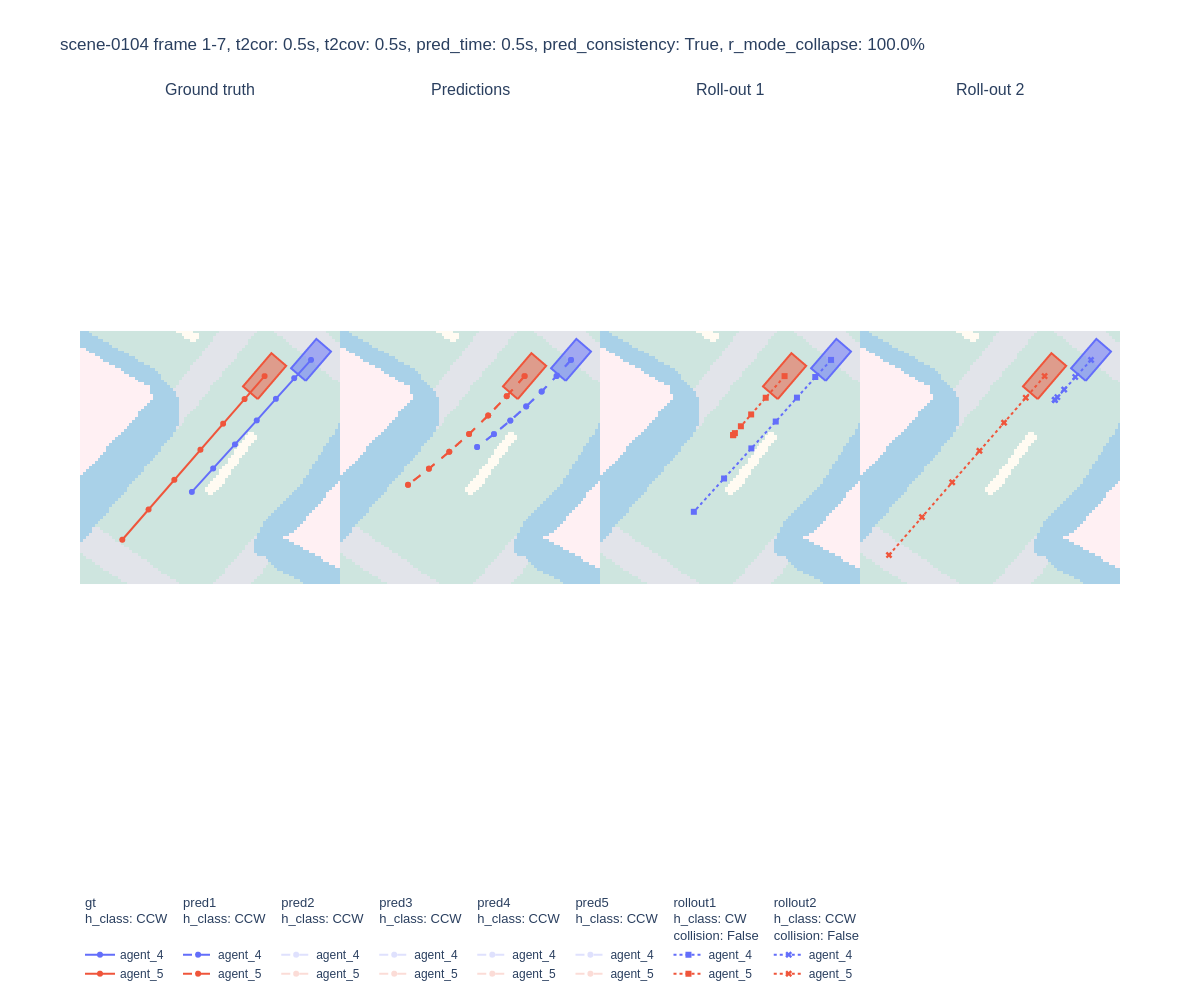 scene-0104 frame 1-7, t2cor: 0.5s, t2cov: 0.5s, pred_time: 0.5s, pred_consistency: True, r_mode_collapse: 100.0%
Ground truth
Predictions
Roll-out 1
Roll-out 2
gt
h_class: CCW
agent_4
agent_5
pred1
h_class: CCW
agent_4
agent_5
pred2
h_class: CCW
agent_4
agent_5
pred3
h_class: CCW
agent_4
agent_5
pred4
h_class: CCW
agent_4
agent_5
pred5
h_class: CCW
agent_4
agent_5
rollout1
h_class: CW
collision: False
agent_4
agent_5
rollout2
h_class: CCW
collision: False
agent_4
agent_5